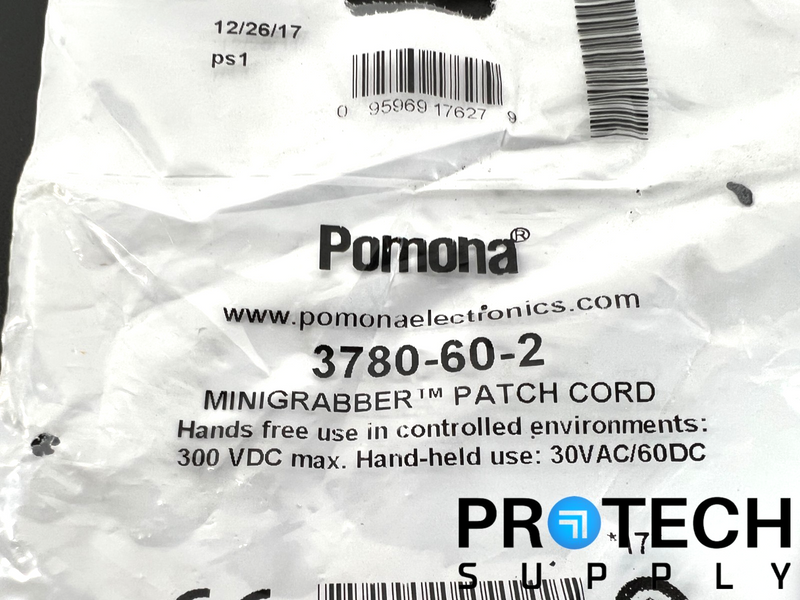 12/26/17
ps1
0 95969 17627 9
Pomona®
www.pomonaelectronics.com
3780-60-2
MINIGRABBER™ PATCH CORD
Hands free use in controlled environments:
300 VDC max. Hand-held use: 30VAC/60DC
PROTECH
SUPPLY